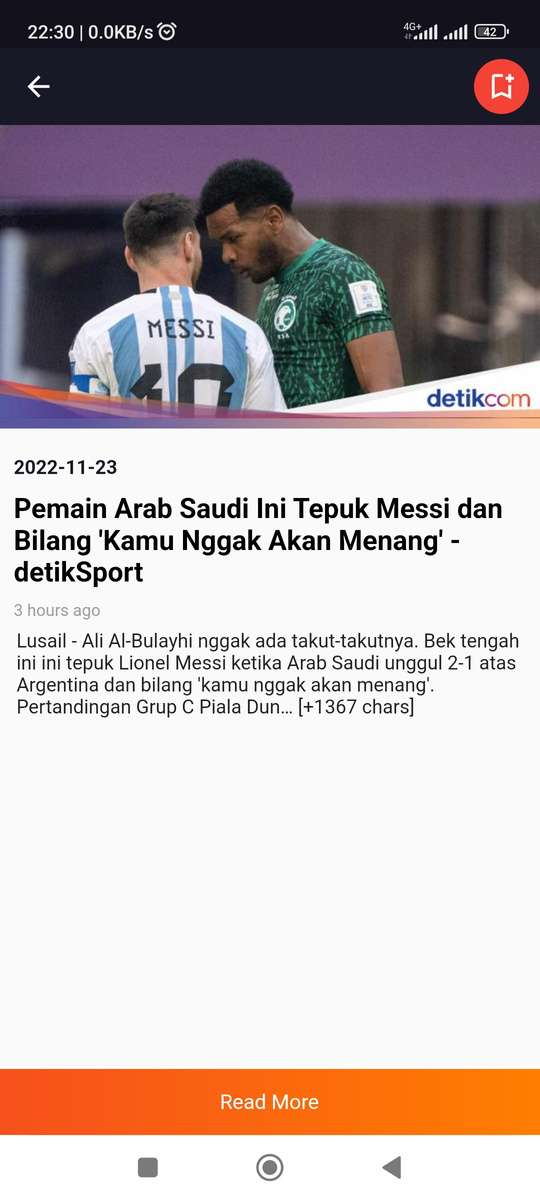 22:30 | 0.0KB/s
4G+
42
MESSI
10
detikcom
2022-11-23
Pemain Arab Saudi Ini Tepuk Messi dan
Bilang 'Kamu Nggak Akan Menang' -
detikSport
3 hours ago
Lusail - Ali Al-Bulayhi nggak ada takut-takutnya. Bek tengah
ini ini tepuk Lionel Messi ketika Arab Saudi unggul 2-1 atas
Argentina dan bilang 'kamu nggak akan menang'.
Pertandingan Grup C Piala Dun… [+1367 chars]
Read More